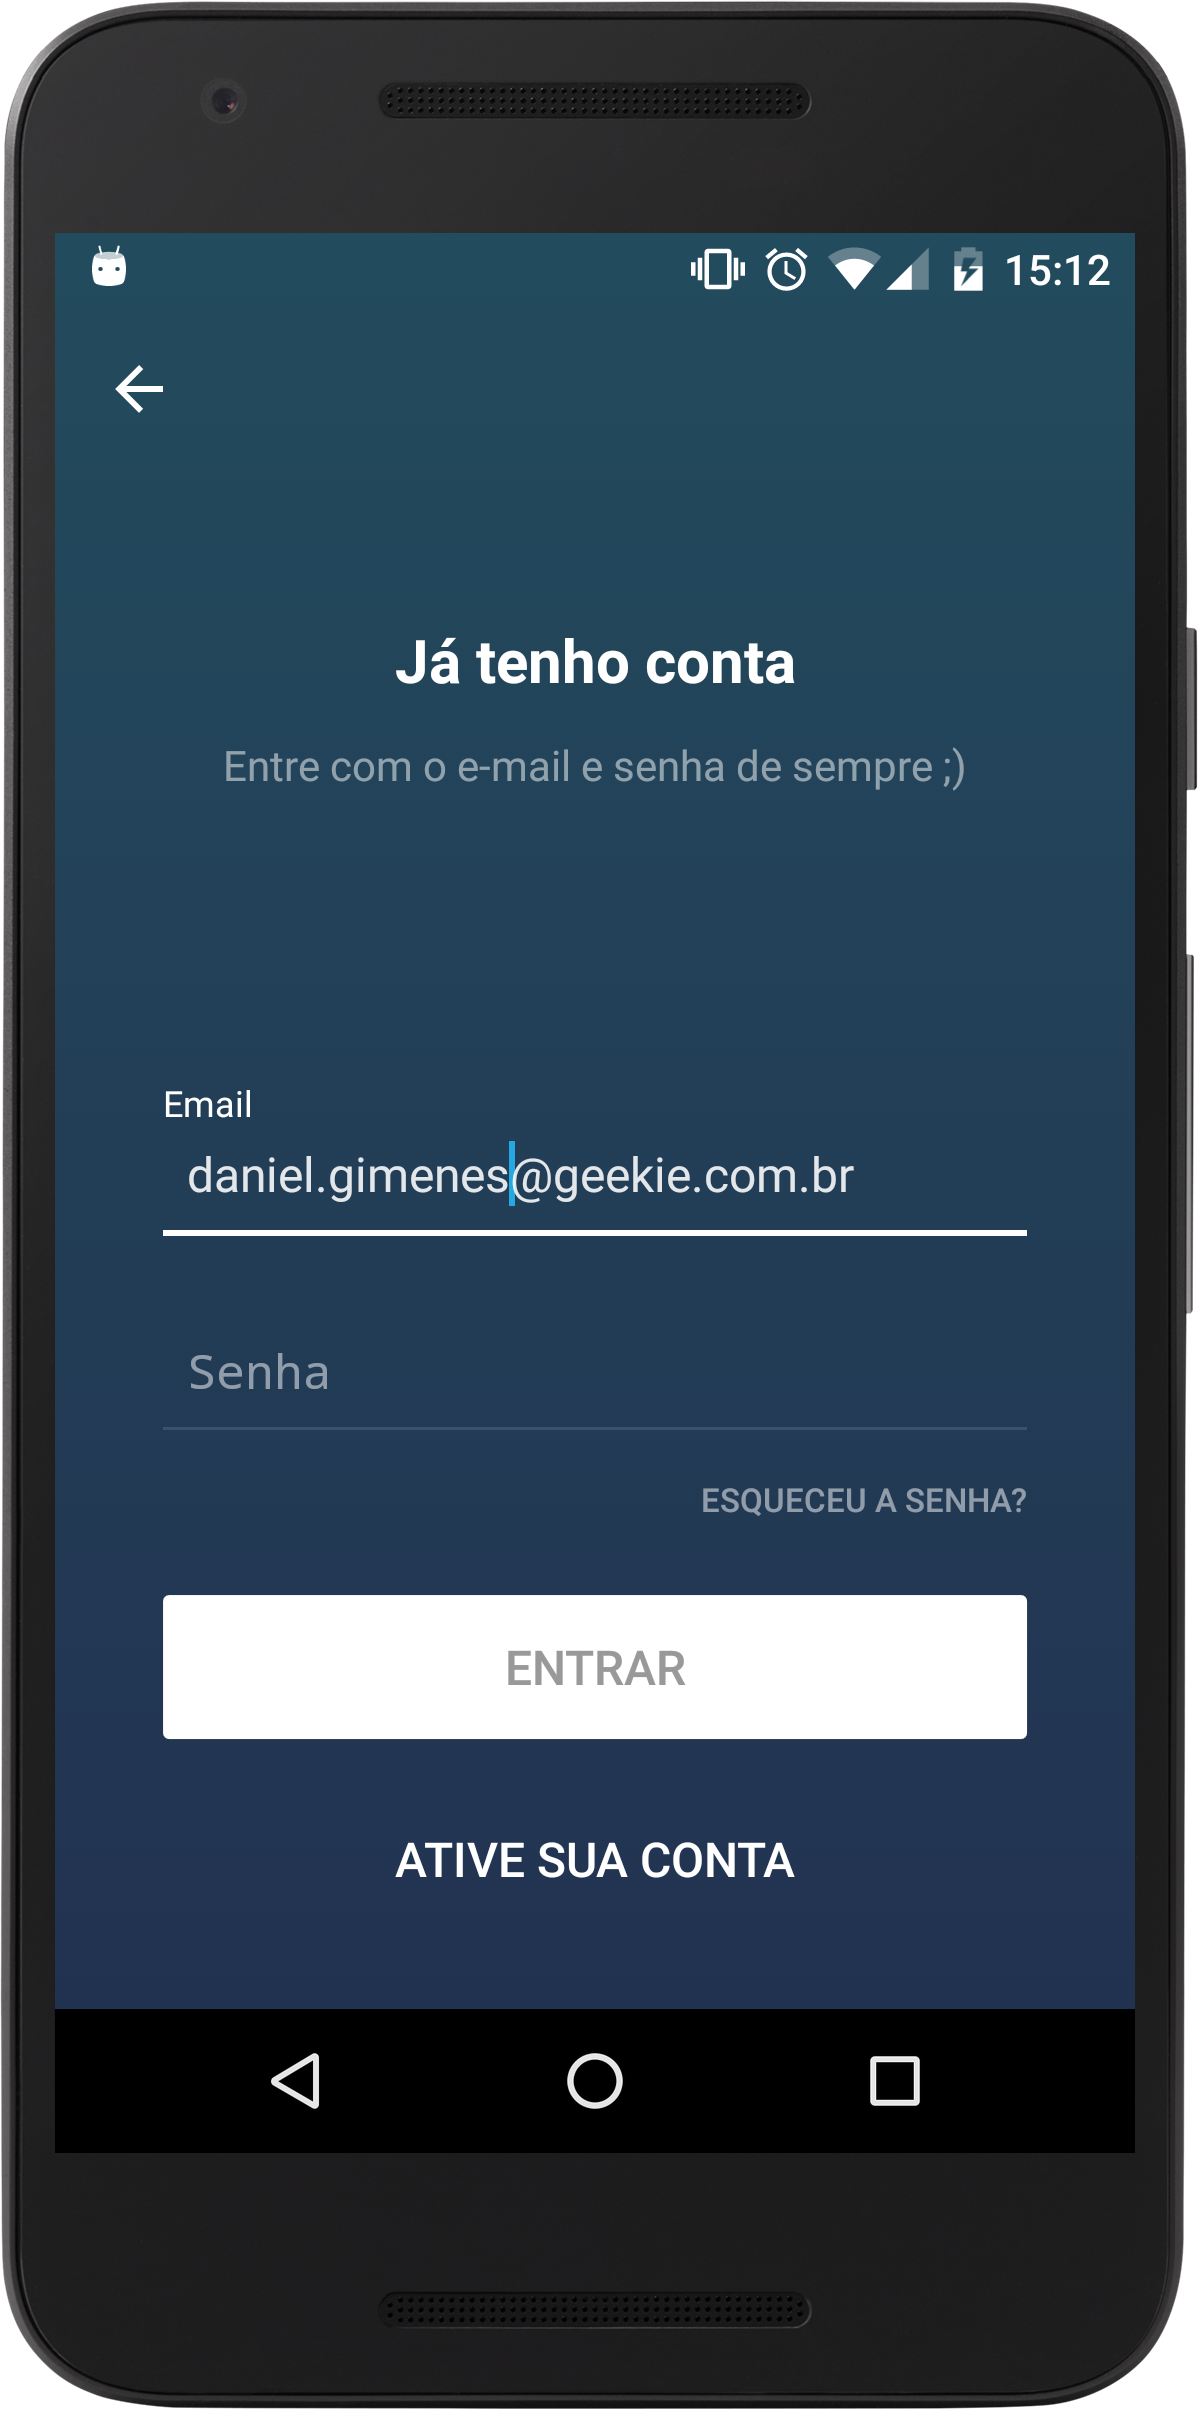 15:12
Já tenho conta
Entre com o e-mail e senha de sempre ;)
Email
daniel.gimenes@geekie.com.br
Senha
ESQUECEU A SENHA?
ENTRAR
ATIVE SUA CONTA